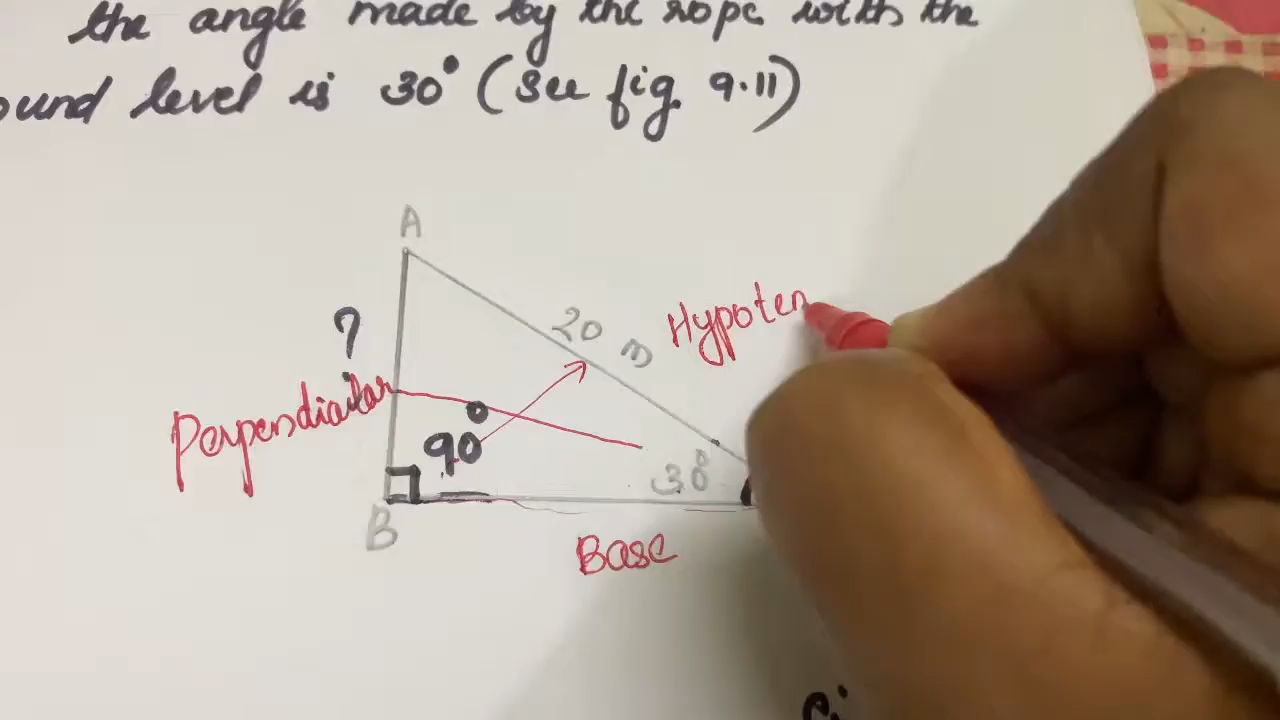 the angle made by the rope with the
ound level is 30° (See fig 9.11)
A
?
20 m
Hypoten
Perpendicular
90°
30°
B
Base